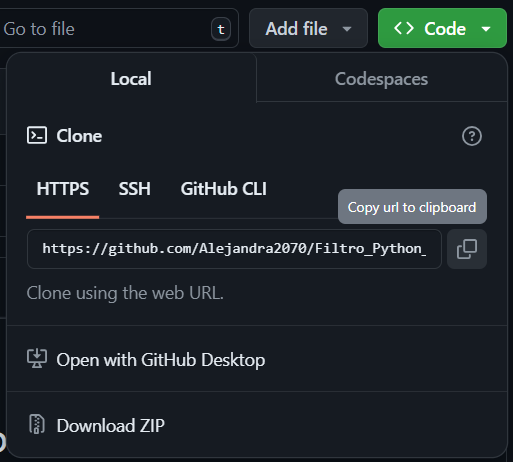 Go to file t Add file Code
Local Codespaces
Clone
HTTPS SSH GitHub CLI
Copy url to clipboard
https://github.com/Alejandra2070/Filtro_Python_
Clone using the web URL.
Open with GitHub Desktop
Download ZIP